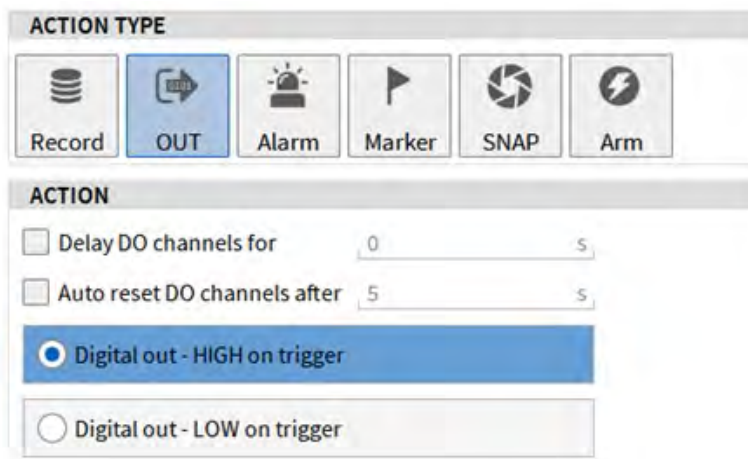 ACTION TYPE
Record OUT Alarm Marker SNAP Arm
ACTION
Delay DO channels for 0 s
Auto reset DO channels after 5 s
Digital out - HIGH on trigger
Digital out - LOW on trigger